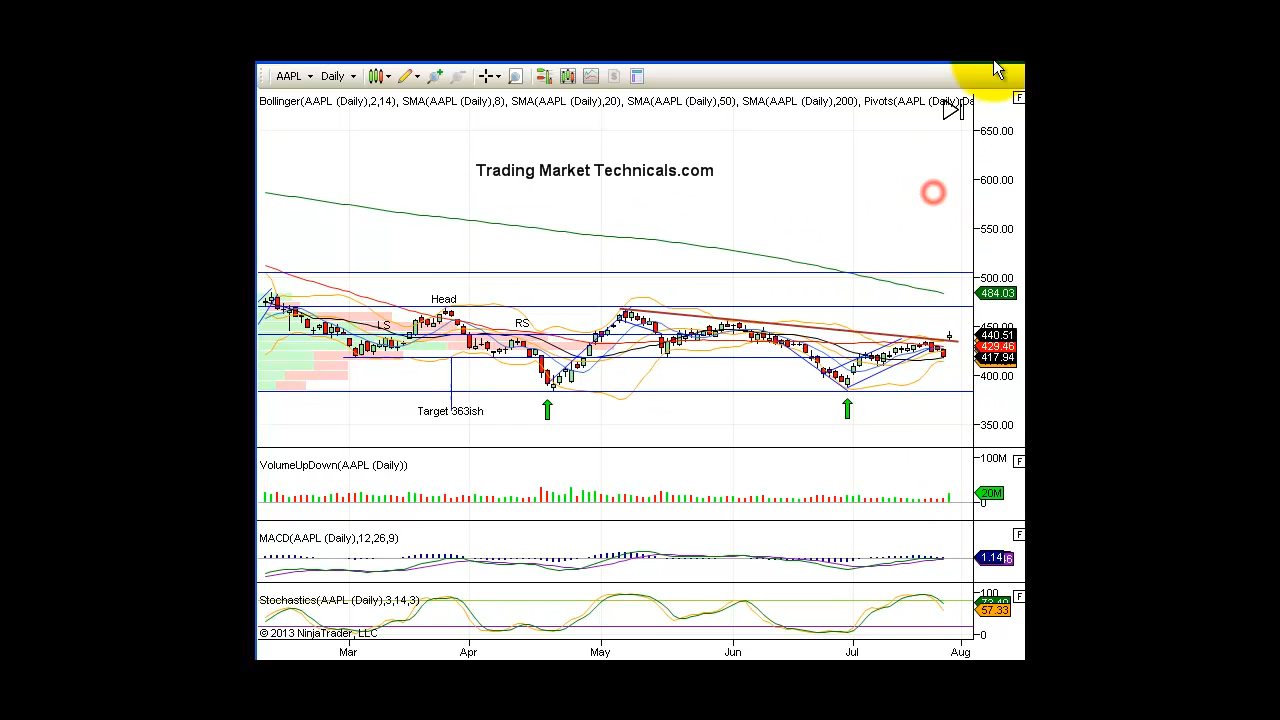 AAPL Daily
Bollinger(AAPL (Daily),2,14), SMA(AAPL (Daily),8), SMA(AAPL (Daily),20), SMA(AAPL (Daily),50), SMA(AAPL (Daily),200), Pivots(AAPL (Daily),Da
F
650.00
Trading Market Technicals.com
600.00
550.00
500.00
484.03
Head
LS
RS
440.51
429.46
417.94
400.00
Target 363ish
350.00
VolumeUpDown(AAPL (Daily))
100M
F
20M
0
MACD(AAPL (Daily),12,26,9)
F
1.14
Stochastics(AAPL (Daily),3,14,3)
100
F
57.33
© 2013 NinjaTrader, LLC
0
Mar Apr May Jun Jul Aug